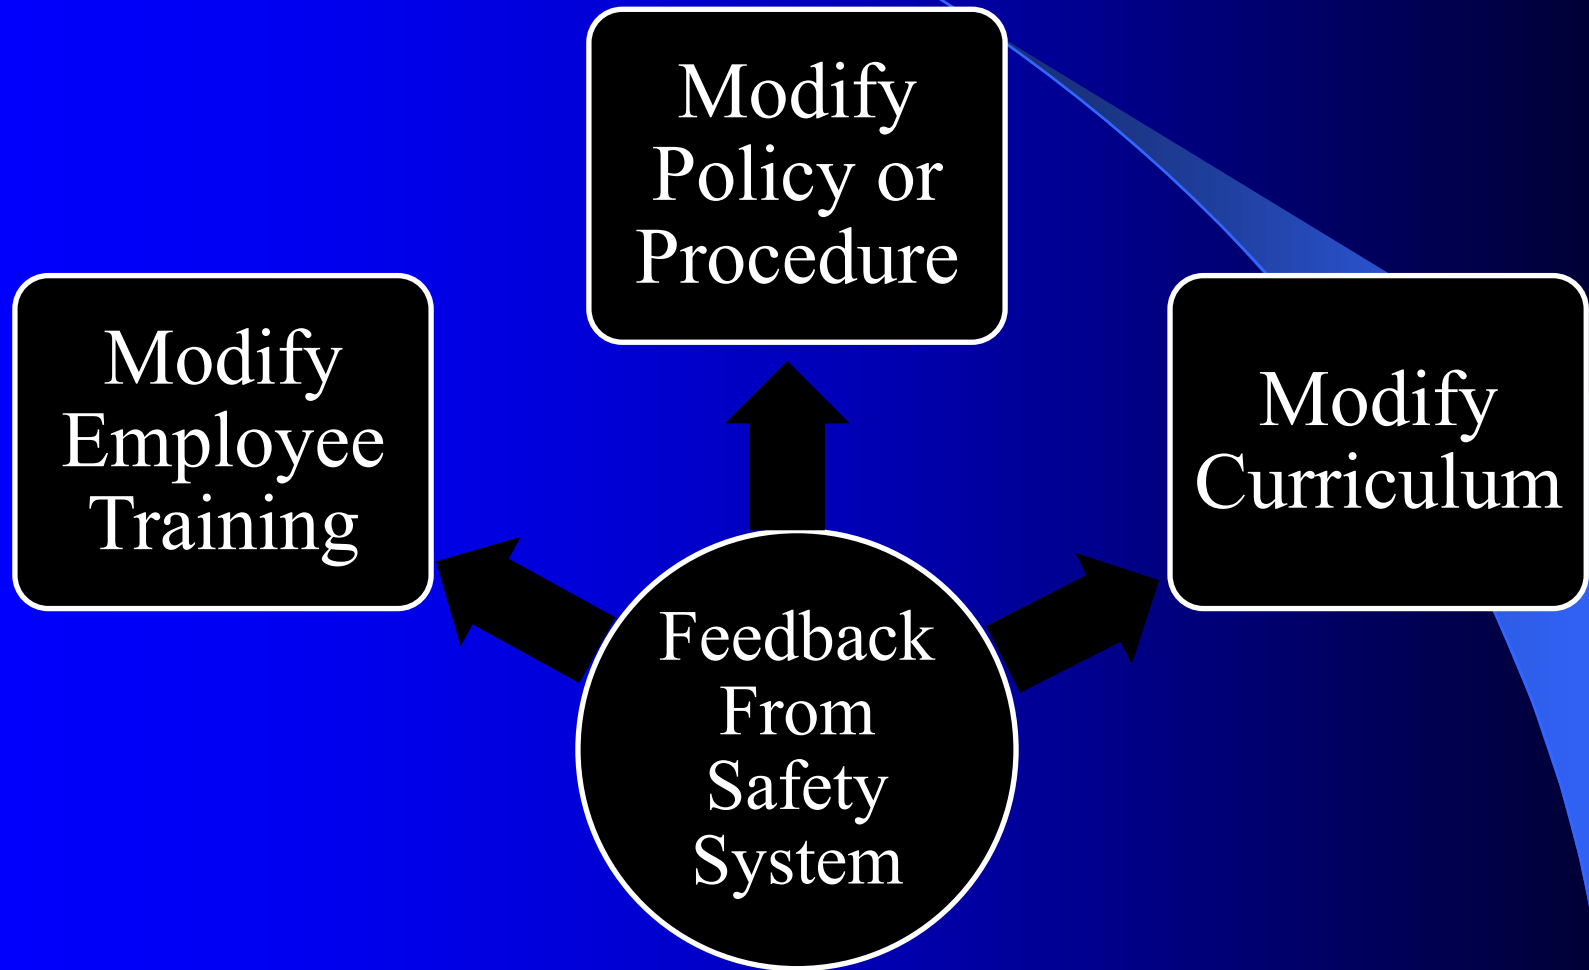 Modify
Policy or
Procedure
Modify
Employee
Training
Modify
Curriculum
Feedback
From
Safety
System